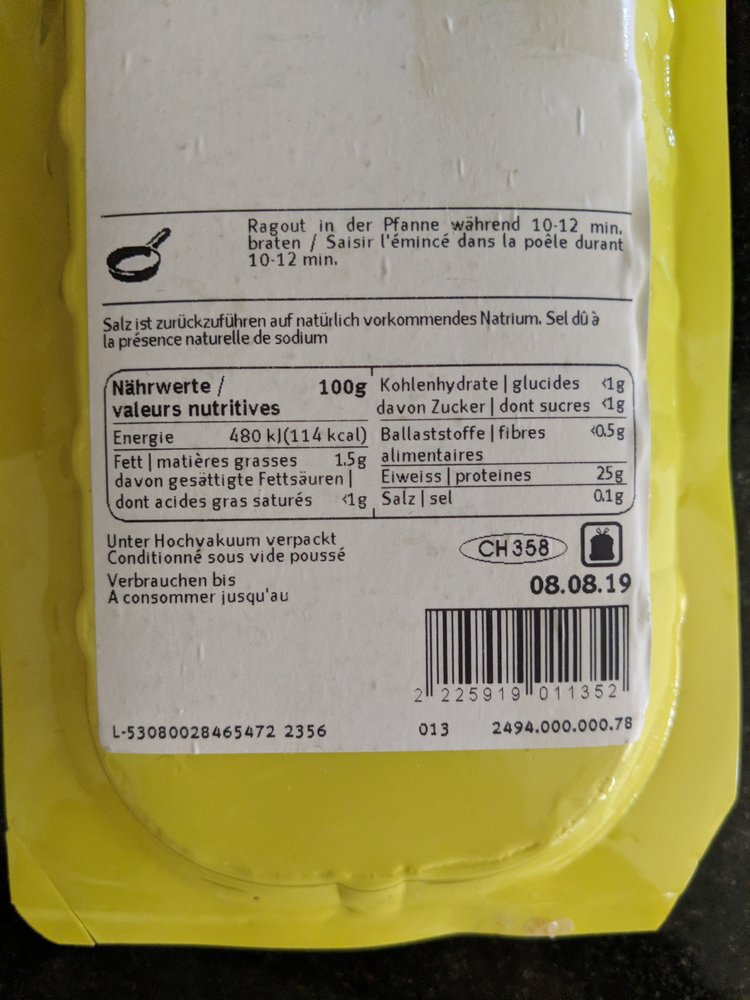 Ragout in der Pfanne während 10-12 min.
braten / Saisir l'émincé dans la poêle durant
10-12 min.
Salz ist zurückzuführen auf natürlich vorkommendes Natrium. Sel dû à
la présence naturelle de sodium
Nährwerte / 100g
valeurs nutritives
Energie 480 kJ(114 kcal)
Fett | matières grasses 1.5g
davon gesättigte Fettsäuren |
dont acides gras saturés <1g
Kohlenhydrate | glucides <1g
davon Zucker | dont sucres <1g
Ballaststoffe | fibres <0.5g
alimentaires
Eiweiss | proteines 25g
Salz | sel 0.1g
Unter Hochvakuum verpackt
Conditionné sous vide poussé
CH 358
Verbrauchen bis
A consommer jusqu'au
08.08.19
2 225919 011352
L-53080028465472 2356 013 2494.000.000.78